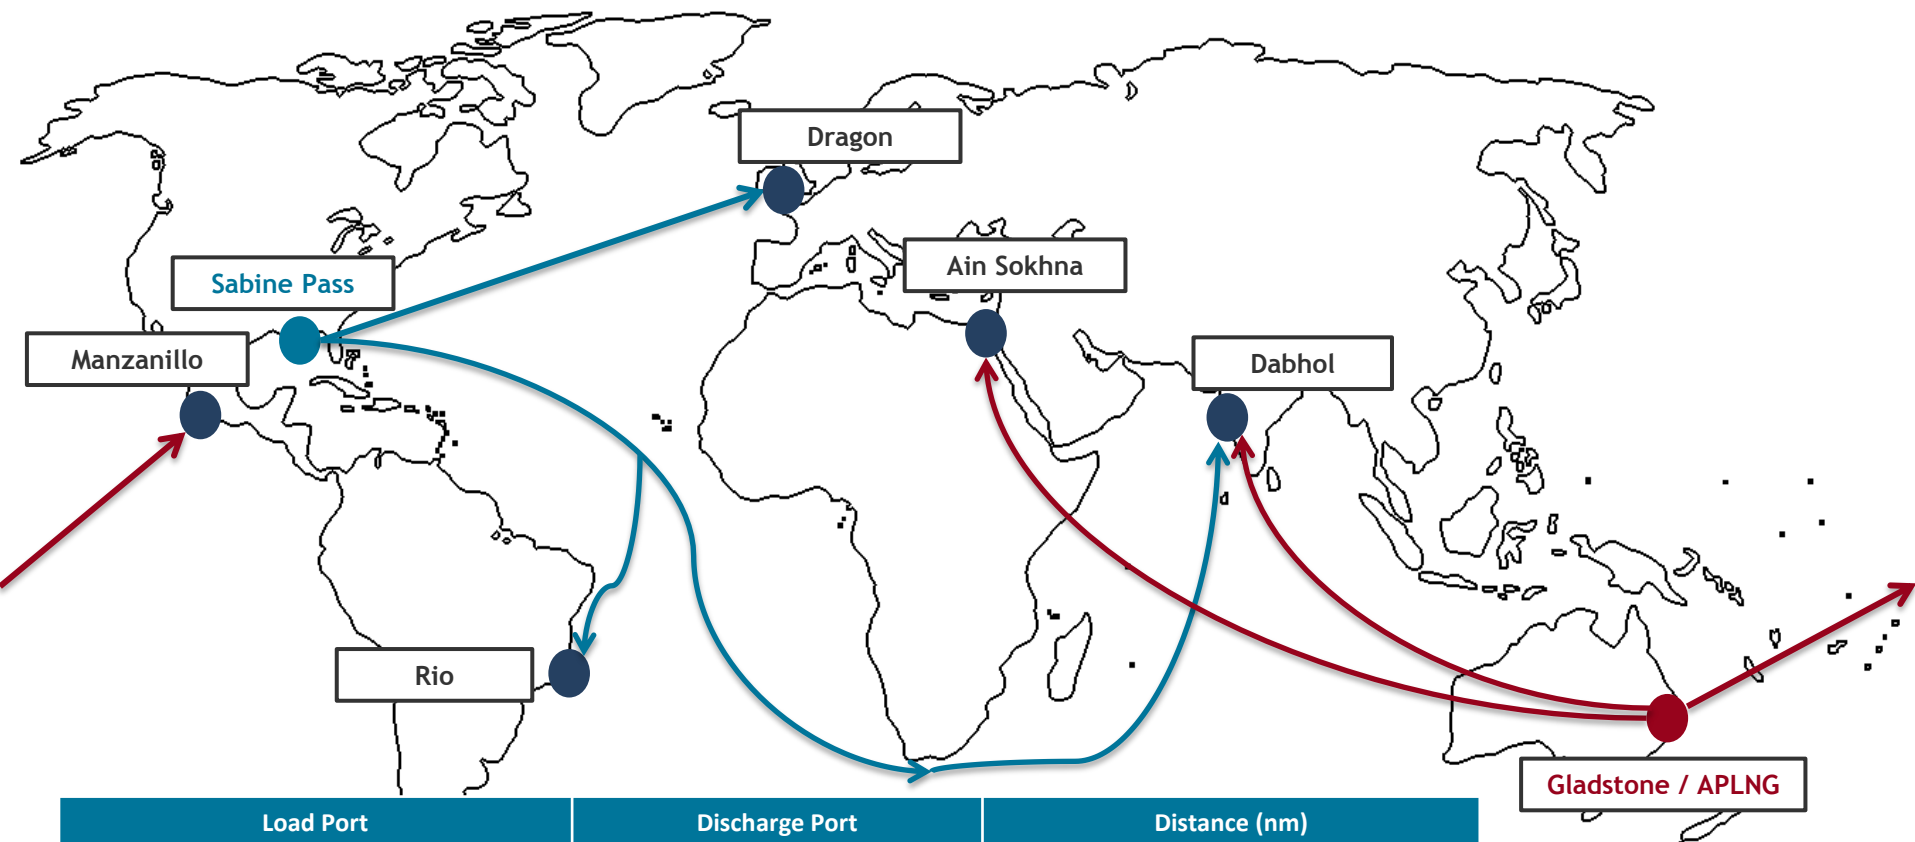 Dragon
Ain Sokhna
Sabine Pass
Manzanillo
Dabhol
Rio
Gladstone / APLNG
Load Port
Discharge Port
Distance (nm)